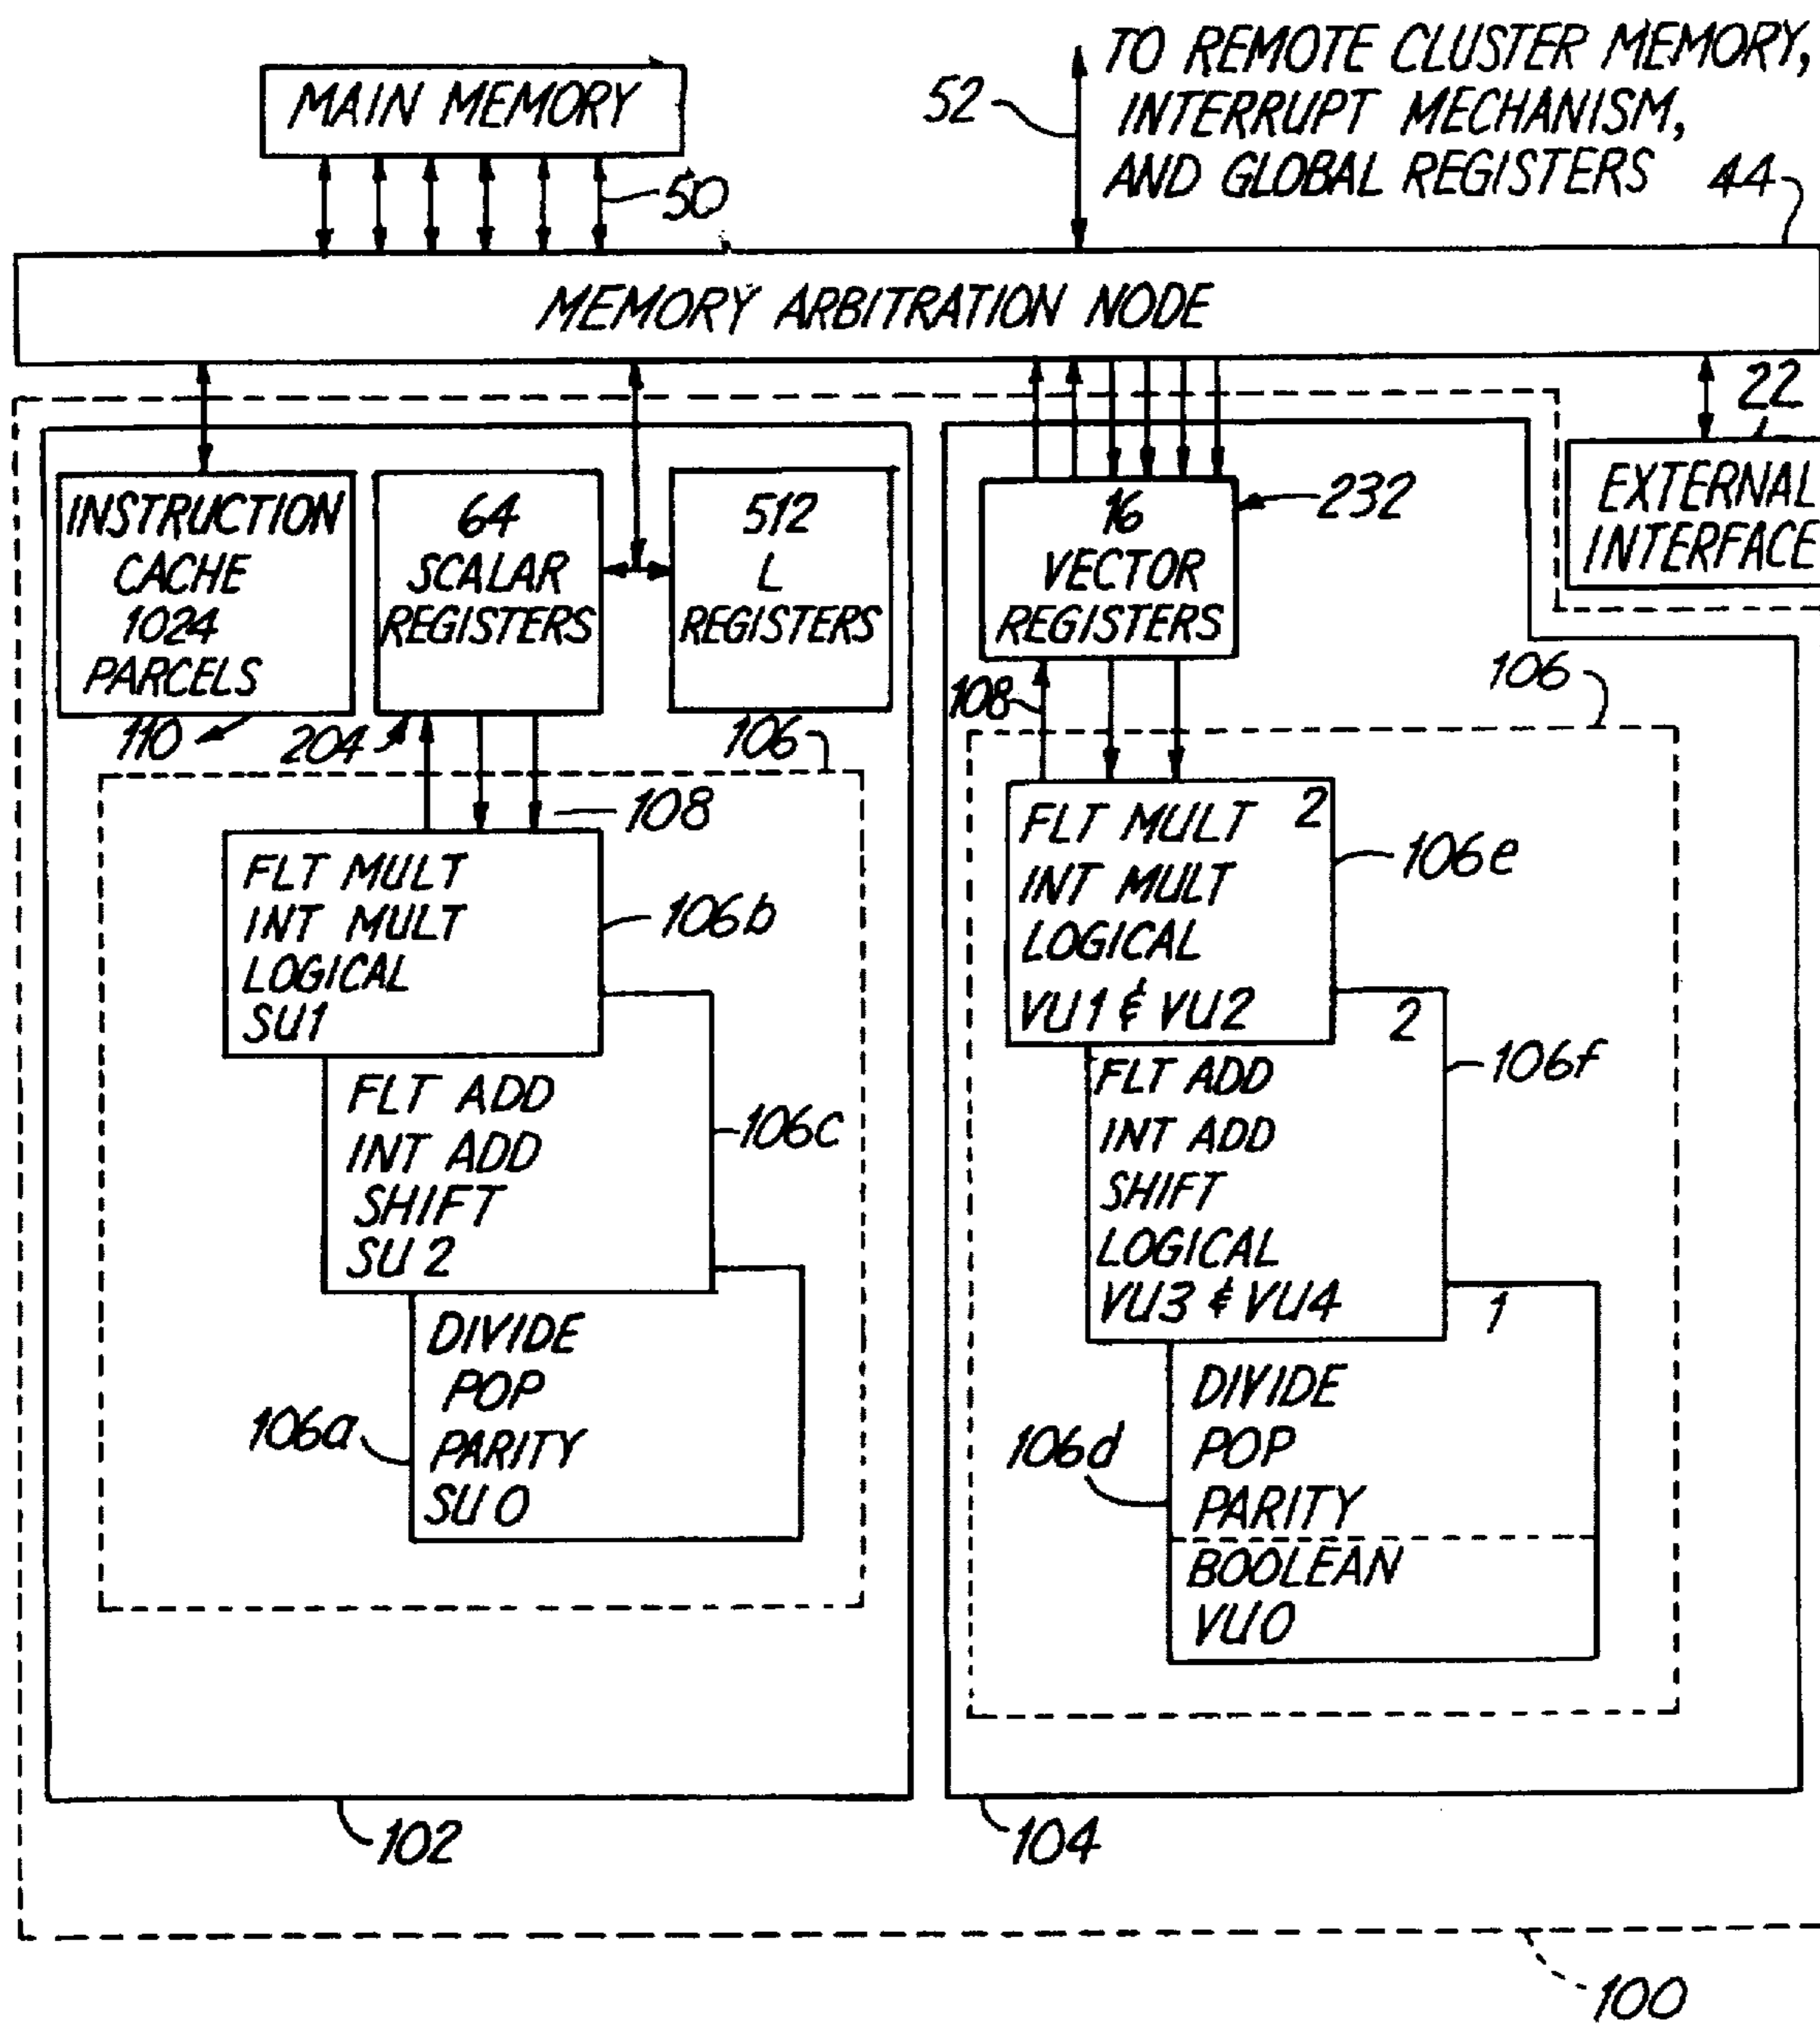 MAIN MEMORY
50
52
TO REMOTE CLUSTER MEMORY,
INTERRUPT MECHANISM,
AND GLOBAL REGISTERS
44
MEMORY ARBITRATION NODE
22
EXTERNAL
INTERFACE
INSTRUCTION
CACHE
1024
PARCELS
110
64
SCALAR
REGISTERS
204
512
L
REGISTERS
106
108
FLT MULT
INT MULT
LOGICAL
SU1
106b
FLT ADD
INT ADD
SHIFT
SU2
106c
DIVIDE
POP
PARITY
SU0
106a
102
16
VECTOR
REGISTERS
232
108
106
FLT MULT 2
INT MULT
LOGICAL
VU1 & VU2
106e
2
FLT ADD
INT ADD
SHIFT
LOGICAL
VU3 & VU4
106f
1
DIVIDE
POP
PARITY
BOOLEAN
VU0
106d
104
100